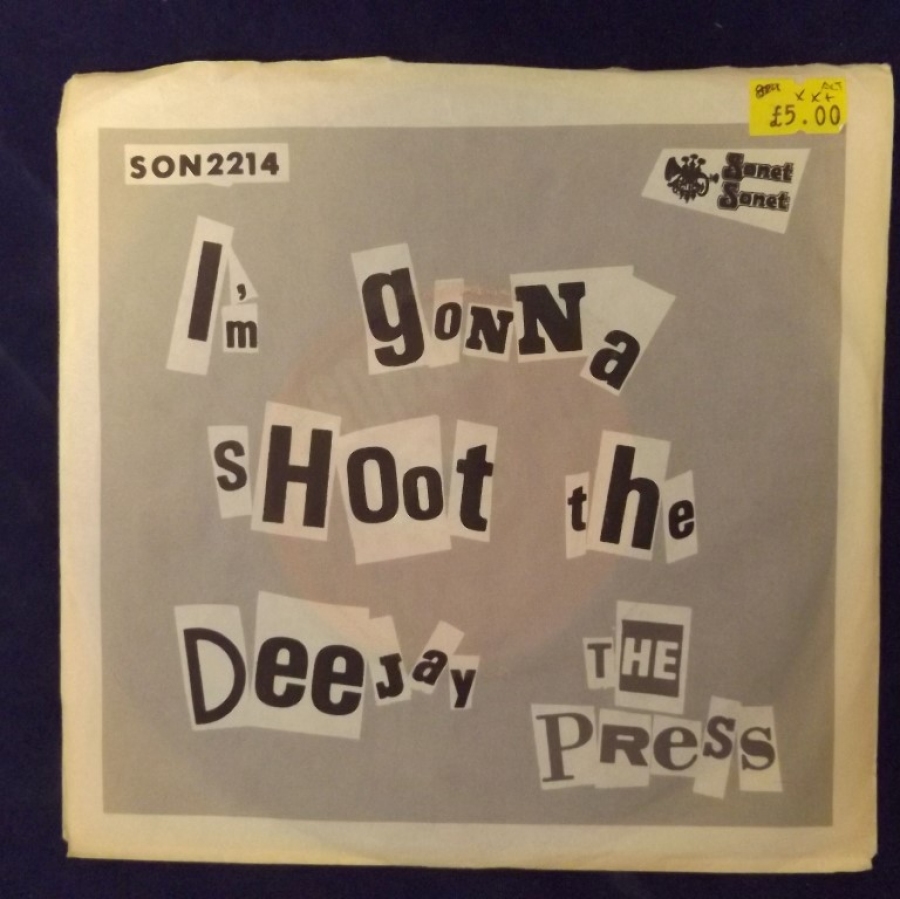 £5.00
SON2214
Sonet
Sonet
I'm gonNa
sHOot the
Deejay THE
PRess